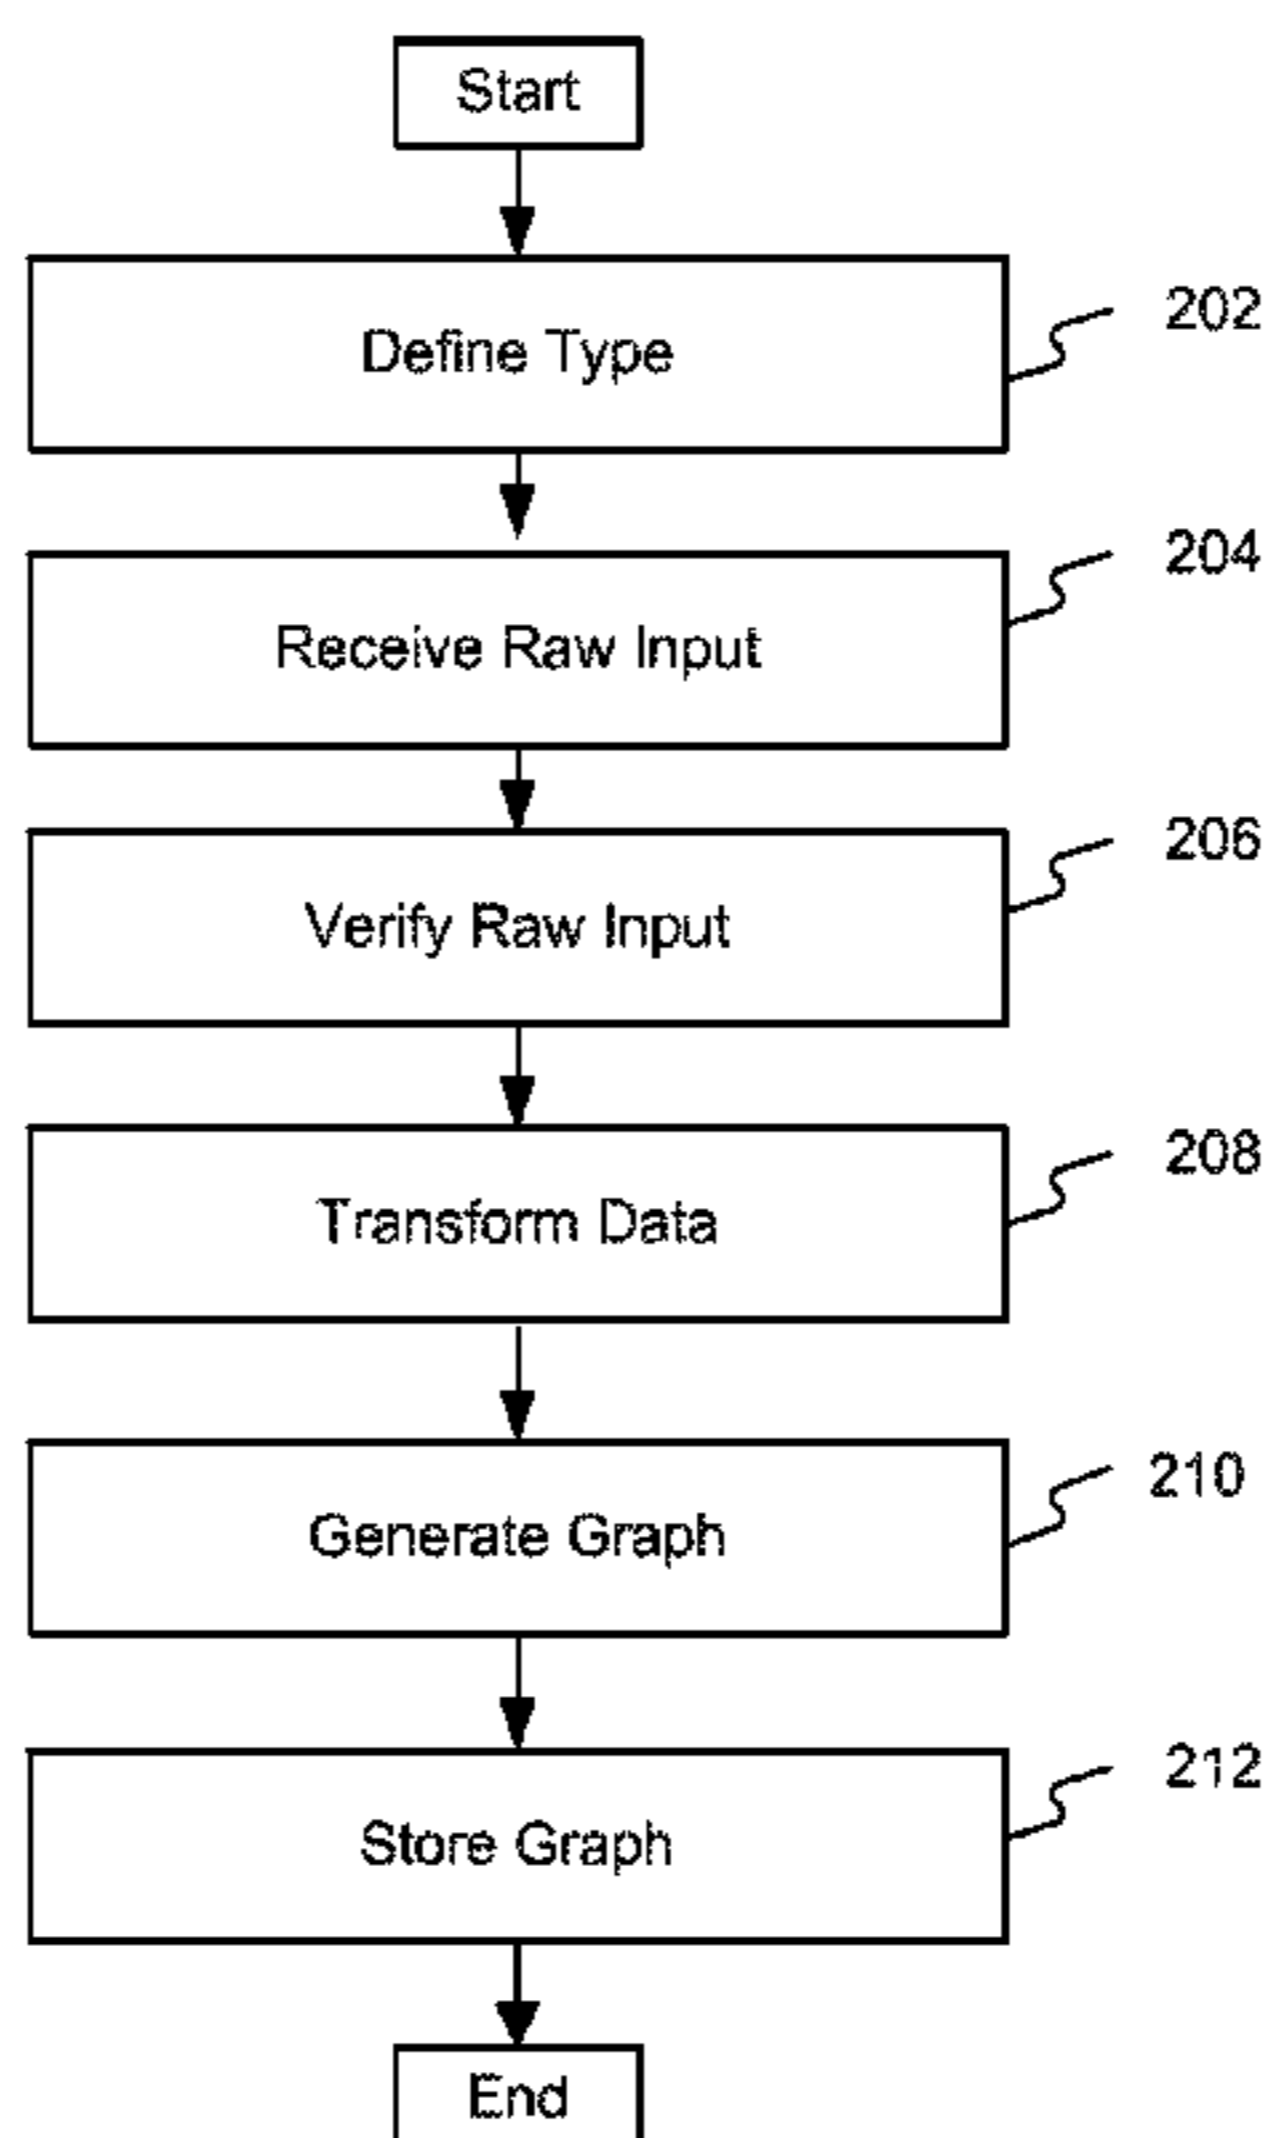 Start
Define Type
202
Receive Raw Input
204
Verify Raw Input
206
Transform Data
208
Generate Graph
210
Store Graph
212
End